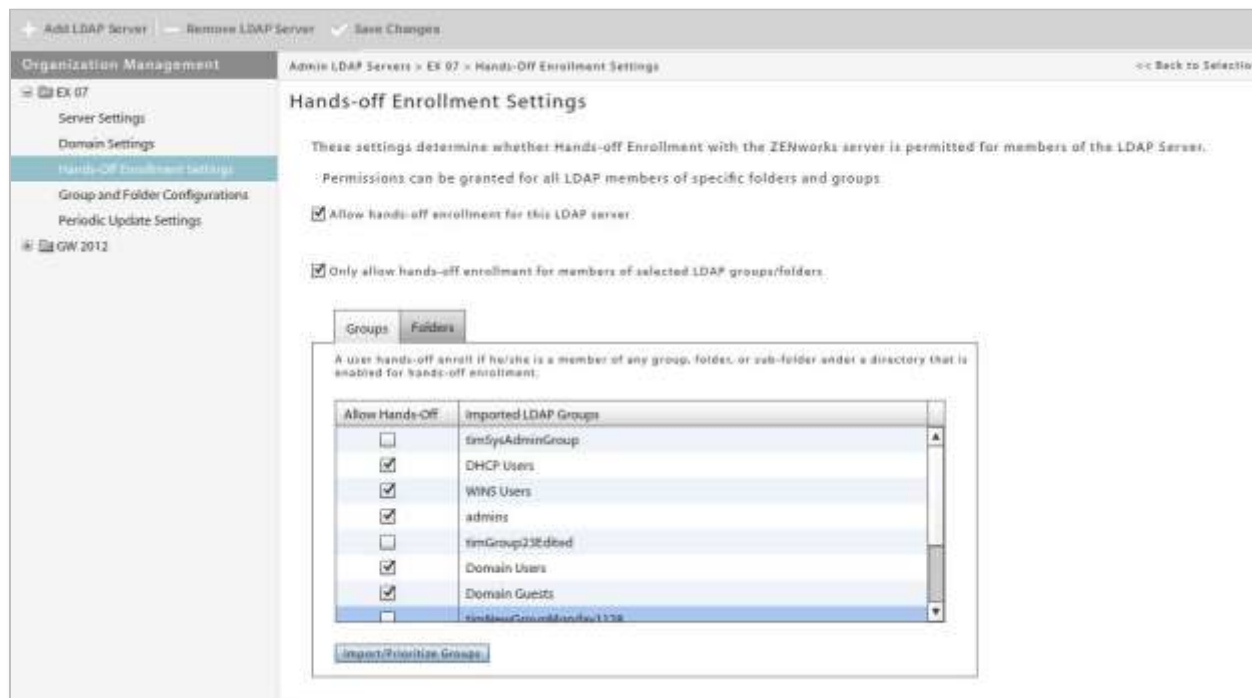 Add LDAP Server
Remove LDAP Server
Save Changes
Organization Management
Admin LDAP Servers > EX 07 > Hands-Off Enrollment Settings
<< Back to Selectio
EX 07
Server Settings
Domain Settings
Hands-Off Enrollment Settings
Group and Folder Configurations
Periodic Update Settings
GW 2012
Hands-off Enrollment Settings
These settings determine whether Hands-off Enrollment with the ZENworks server is permitted for members of the LDAP Server.
Permissions can be granted for all LDAP members of specific folders and groups
Allow hands-off enrollment for this LDAP server
Only allow hands-off enrollment for members of selected LDAP groups/folders
Groups
Folders
A user hands-off enroll if he/she is a member of any group, folder, or sub-folder under a directory that is
enabled for hands-off enrollment.
Allow Hands-Off
Imported LDAP Groups
timSysAdminGroup
DHCP Users
WINS Users
admins
timGroup23Edited
Domain Users
Domain Guests
timNewGroupMonday1128
Import/Prioritize Groups